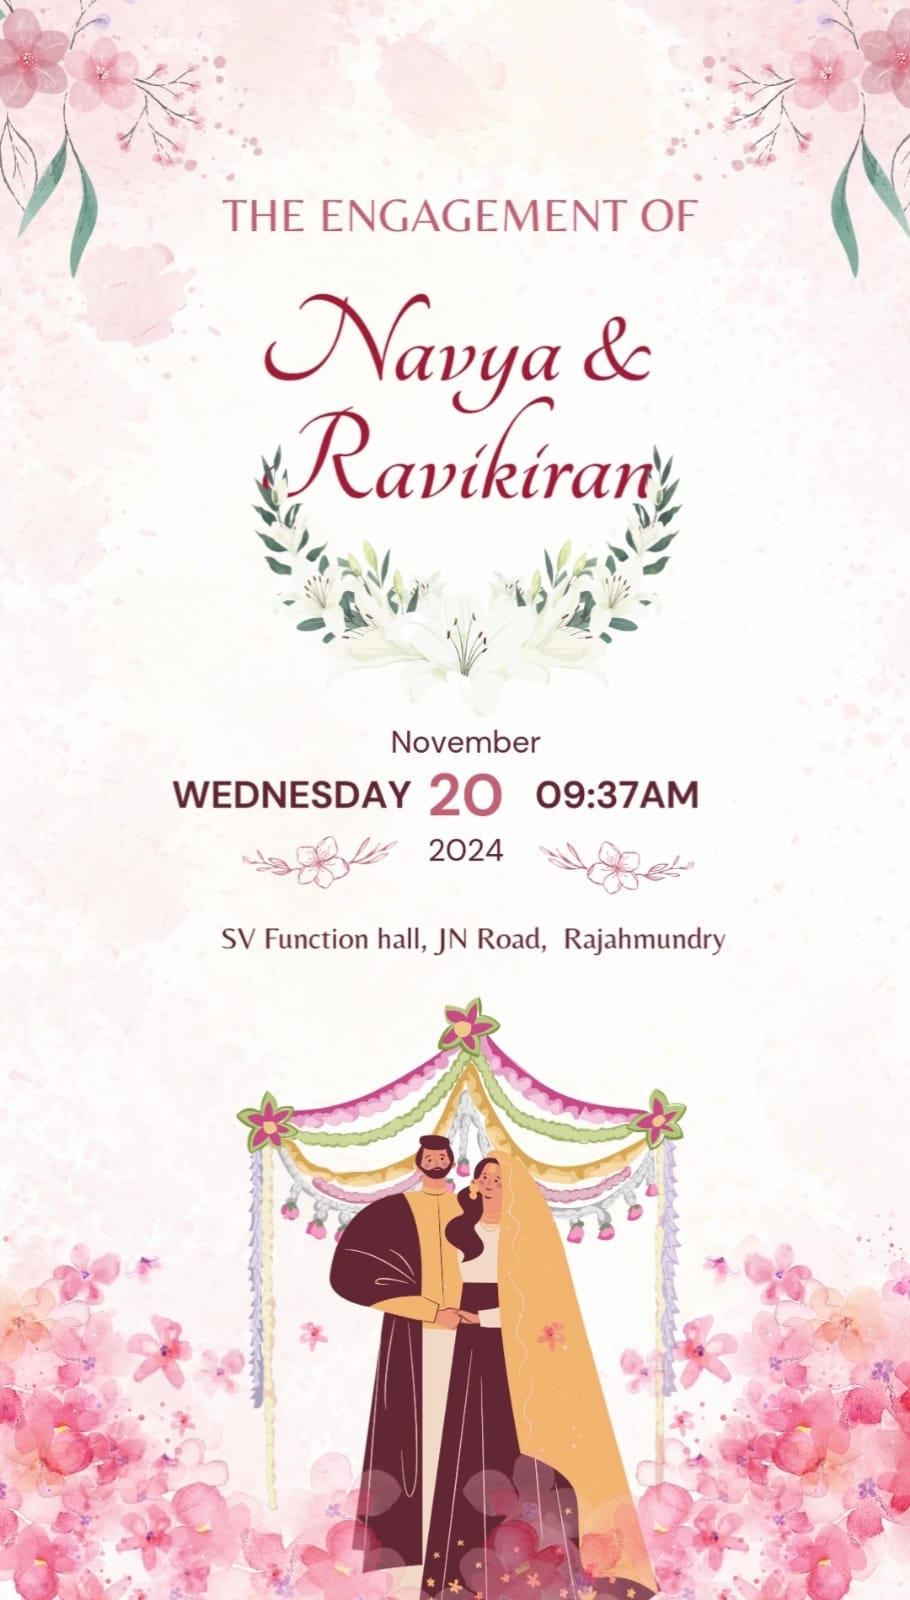 THE ENGAGEMENT OF
Navya &
Ravikiran
November
WEDNESDAY 20 09:37AM
2024
SV Function hall, JN Road, Rajahmundry